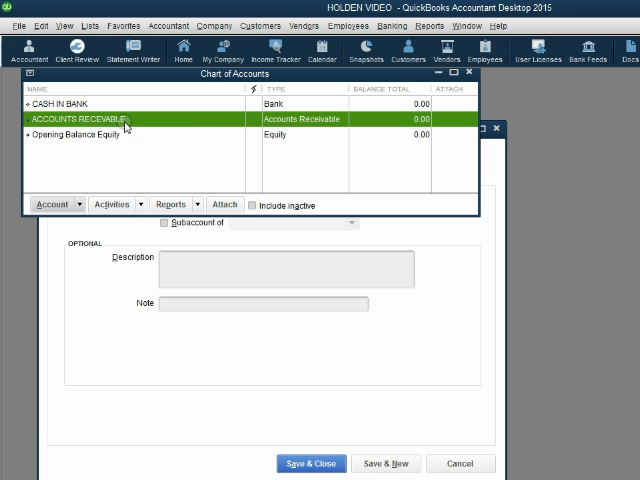 qb HOLDEN VIDEO - QuickBooks Accountant Desktop 2015
File Edit View Lists Favorites Accountant Company Customers Vendors Employees Banking Reports Window Help
Accountant Client Review Statement Writer Home My Company Income Tracker Calendar Snapshots Customers Vendors Employees User Licenses Bank Feeds Docs
Chart of Accounts
NAME TYPE BALANCE TOTAL ATTACH
CASH IN BANK Bank 0.00
ACCOUNTS RECEVABLE Accounts Receivable 0.00
Opening Balance Equity Equity 0.00
Account Activities Reports Attach Include inactive
Subaccount of
OPTIONAL
Description
Note
Save & Close Save & New Cancel